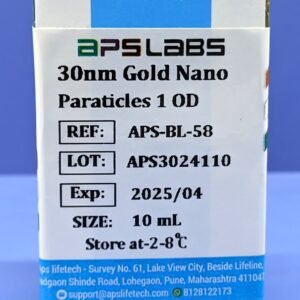 APSLABS
30nm Gold Nano
Paraticles 1 OD
REF: APS-BL-58
LOT: APS3024110
Exp: 2025/04
SIZE: 10 mL
Store at-2-8℃
Aps lifetech - Survey No. 61, Lake View City, Beside Lifeline,
adgaon Shinde Road, Lohegaon, Pune, Maharashtra 41104
support@apslifetech.com 8128122173